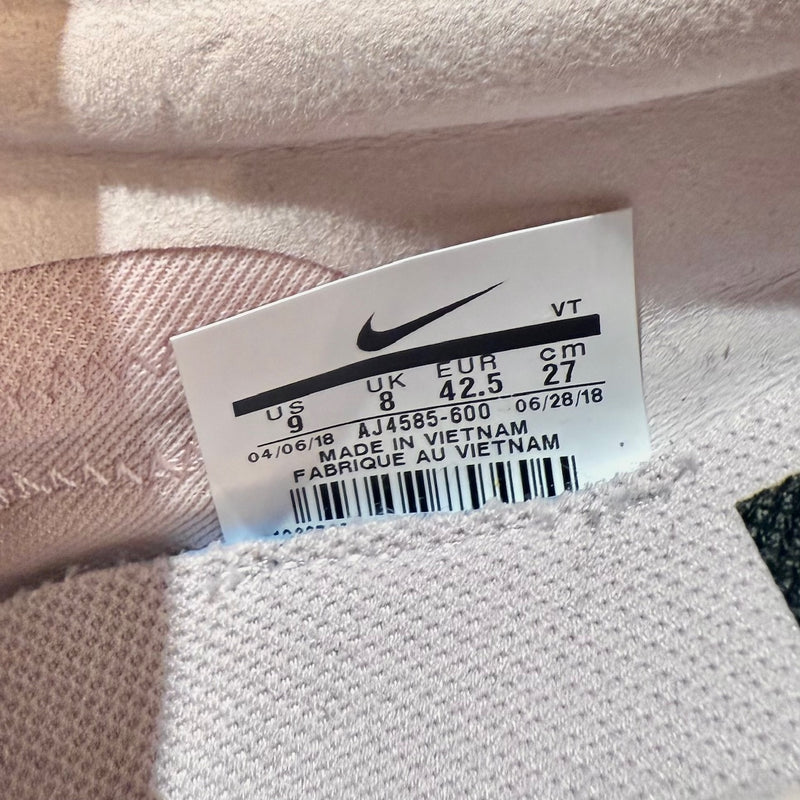 VT
US UK EUR cm
9 8 42.5 27
04/06/18 AJ4585-600 06/28/18
MADE IN VIETNAM
FABRIQUE AU VIETNAM